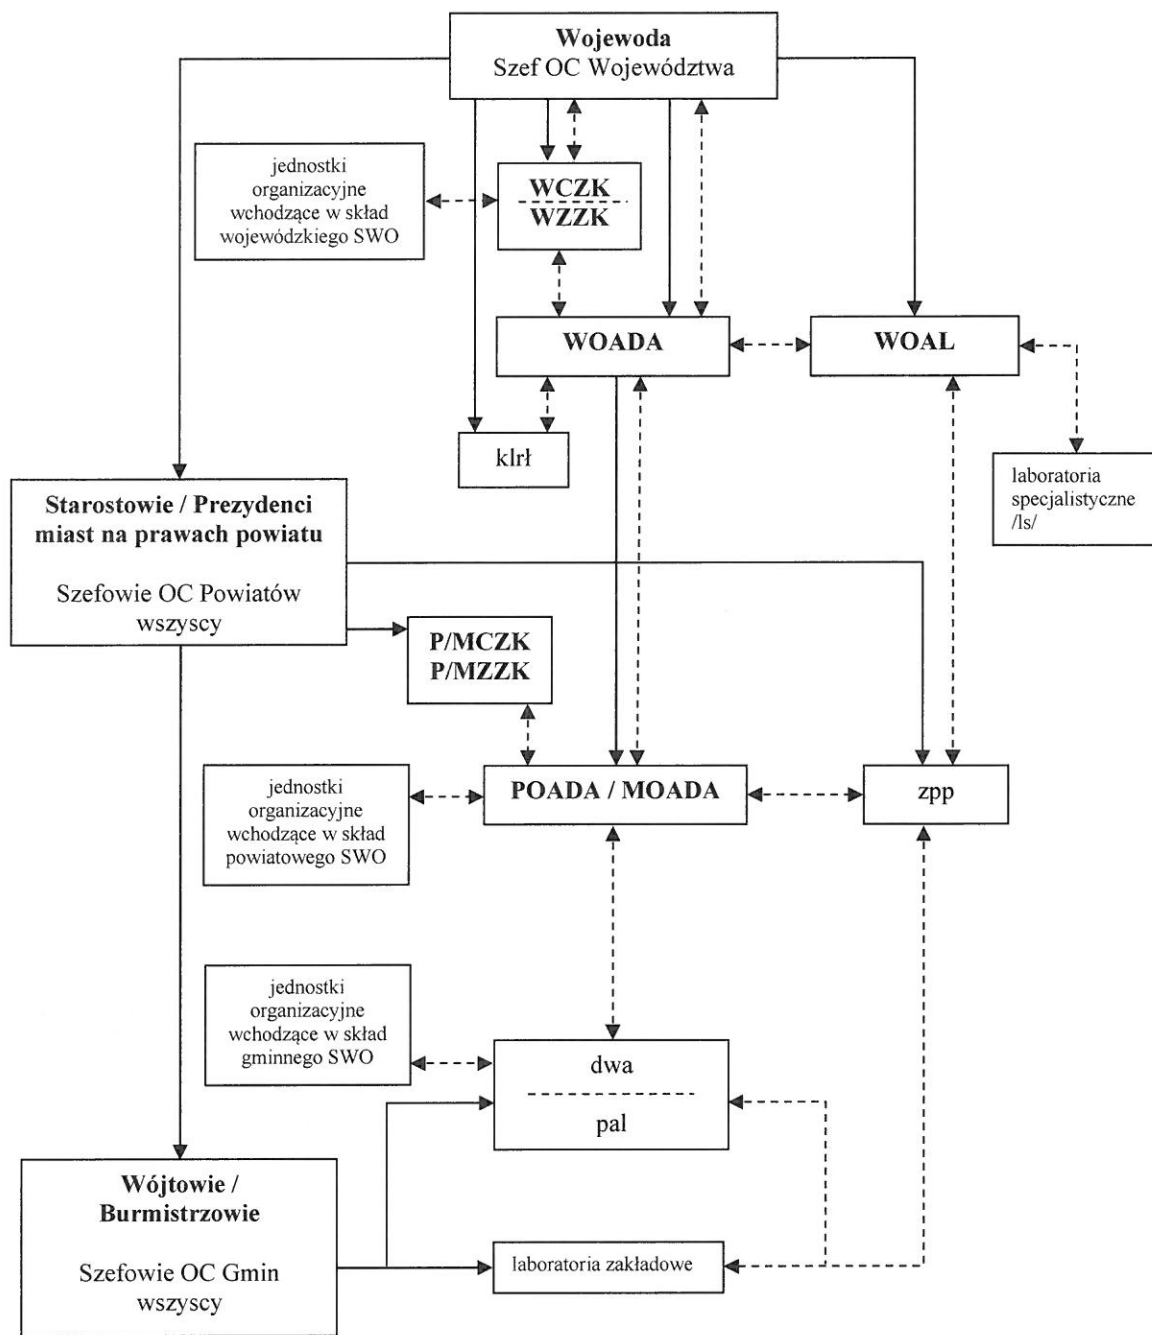 Wojewoda
Szef OC Województwa
jednostki
organizacyjne
wchodzące w skład
wojewódzkiego SWO
WCZK
WZZK
WOADA
WOAL
klrł
laboratoria
specjalistyczne
/ls/
Starostowie / Prezydenci
miast na prawach powiatu
Szefowie OC Powiatów
wszyscy
P/MCZK
P/MZZK
jednostki
organizacyjne
wchodzące w skład
powiatowego SWO
POADA / MOADA
zpp
jednostki
organizacyjne
wchodzące w skład
gminnego SWO
dwa
pal
Wójtowie /
Burmistrzowie
Szefowie OC Gmin
wszyscy
laboratoria zakładowe